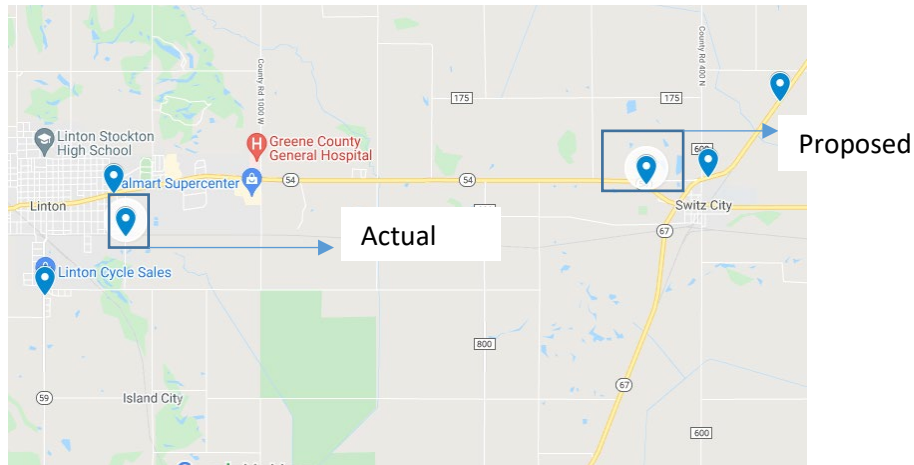 County Rd 1000 W
County Rd 400 N
175
175
Proposed
Linton Stockton
High School
Greene County
General Hospital
600
almart Supercenter
54
54
Linton
Switz City
Actual
67
Linton Cycle Sales
800
67
59
Island City
600